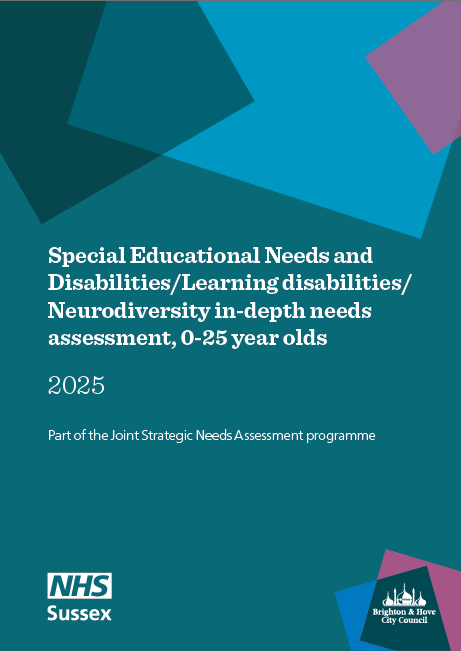 Special Educational Needs and
Disabilities/Learning disabilities/
Neurodiversity in-depth needs
assessment, 0-25 year olds
2025
Part of the Joint Strategic Needs Assessment programme
NHS
Sussex
Brighton & Hove
City Council